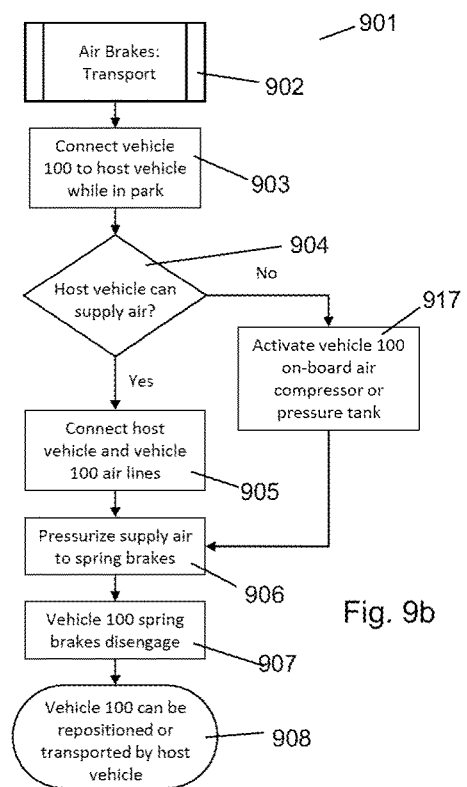 901
Air Brakes:
Transport
902
Connect vehicle
100 to host vehicle
while in park
903
904
Host vehicle can
supply air?
No
Yes
917
Activate vehicle 100
on-board air
compressor or
pressure tank
Connect host
vehicle and vehicle
100 air lines
905
Pressurize supply air
to spring brakes
906
Vehicle 100 spring
brakes disengage
907
Vehicle 100 can be
repositioned or
transported by host
vehicle
908
Fig. 9b